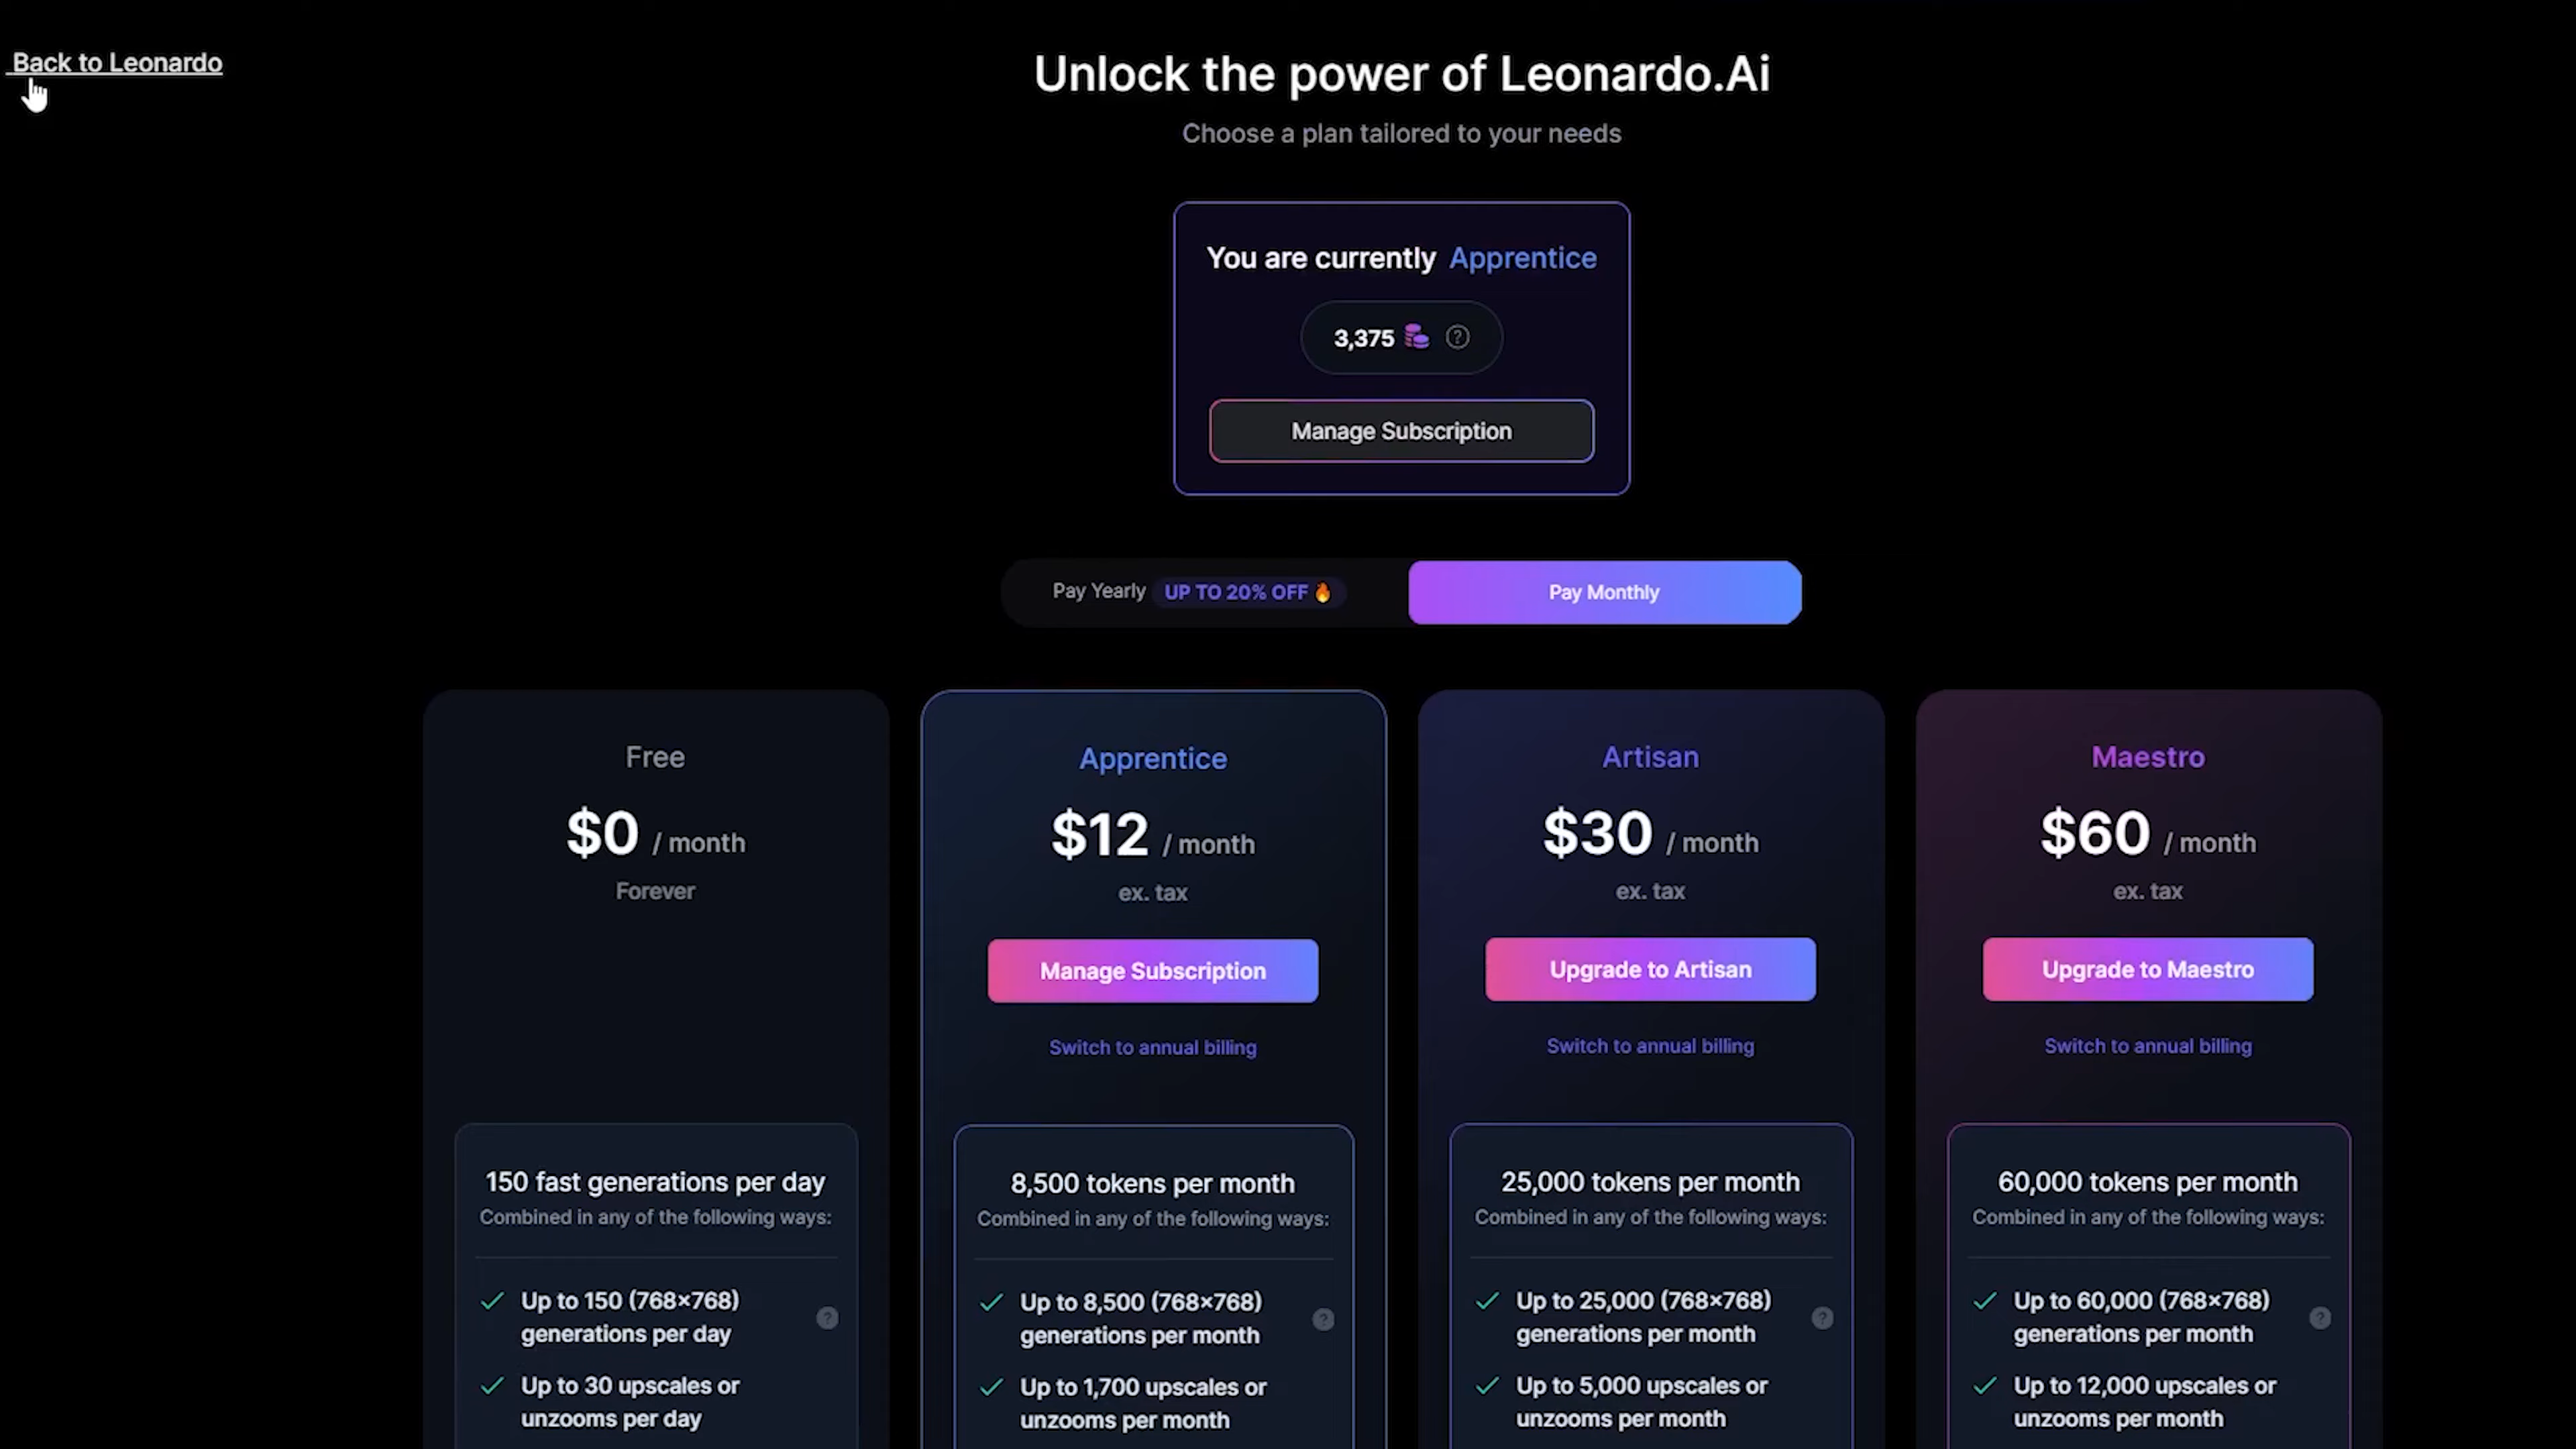 Back to Leonardo
Unlock the power of Leonardo.Ai
Choose a plan tailored to your needs
You are currently Apprentice
3,375
Manage Subscription
Pay Yearly UP TO 20% OFF 🔥
Pay Monthly
Free
$0 / month
Forever
150 fast generations per day
Combined in any of the following ways:
Up to 150 (768×768)
generations per day
Up to 30 upscales or
unzooms per day
Apprentice
$12 / month
ex. tax
Manage Subscription
Switch to annual billing
8,500 tokens per month
Combined in any of the following ways:
Up to 8,500 (768×768)
generations per month
Up to 1,700 upscales or
unzooms per month
Artisan
$30 / month
ex. tax
Upgrade to Artisan
Switch to annual billing
25,000 tokens per month
Combined in any of the following ways:
Up to 25,000 (768×768)
generations per month
Up to 5,000 upscales or
unzooms per month
Maestro
$60 / month
ex. tax
Upgrade to Maestro
Switch to annual billing
60,000 tokens per month
Combined in any of the following ways:
Up to 60,000 (768×768)
generations per month
Up to 12,000 upscales or
unzooms per month